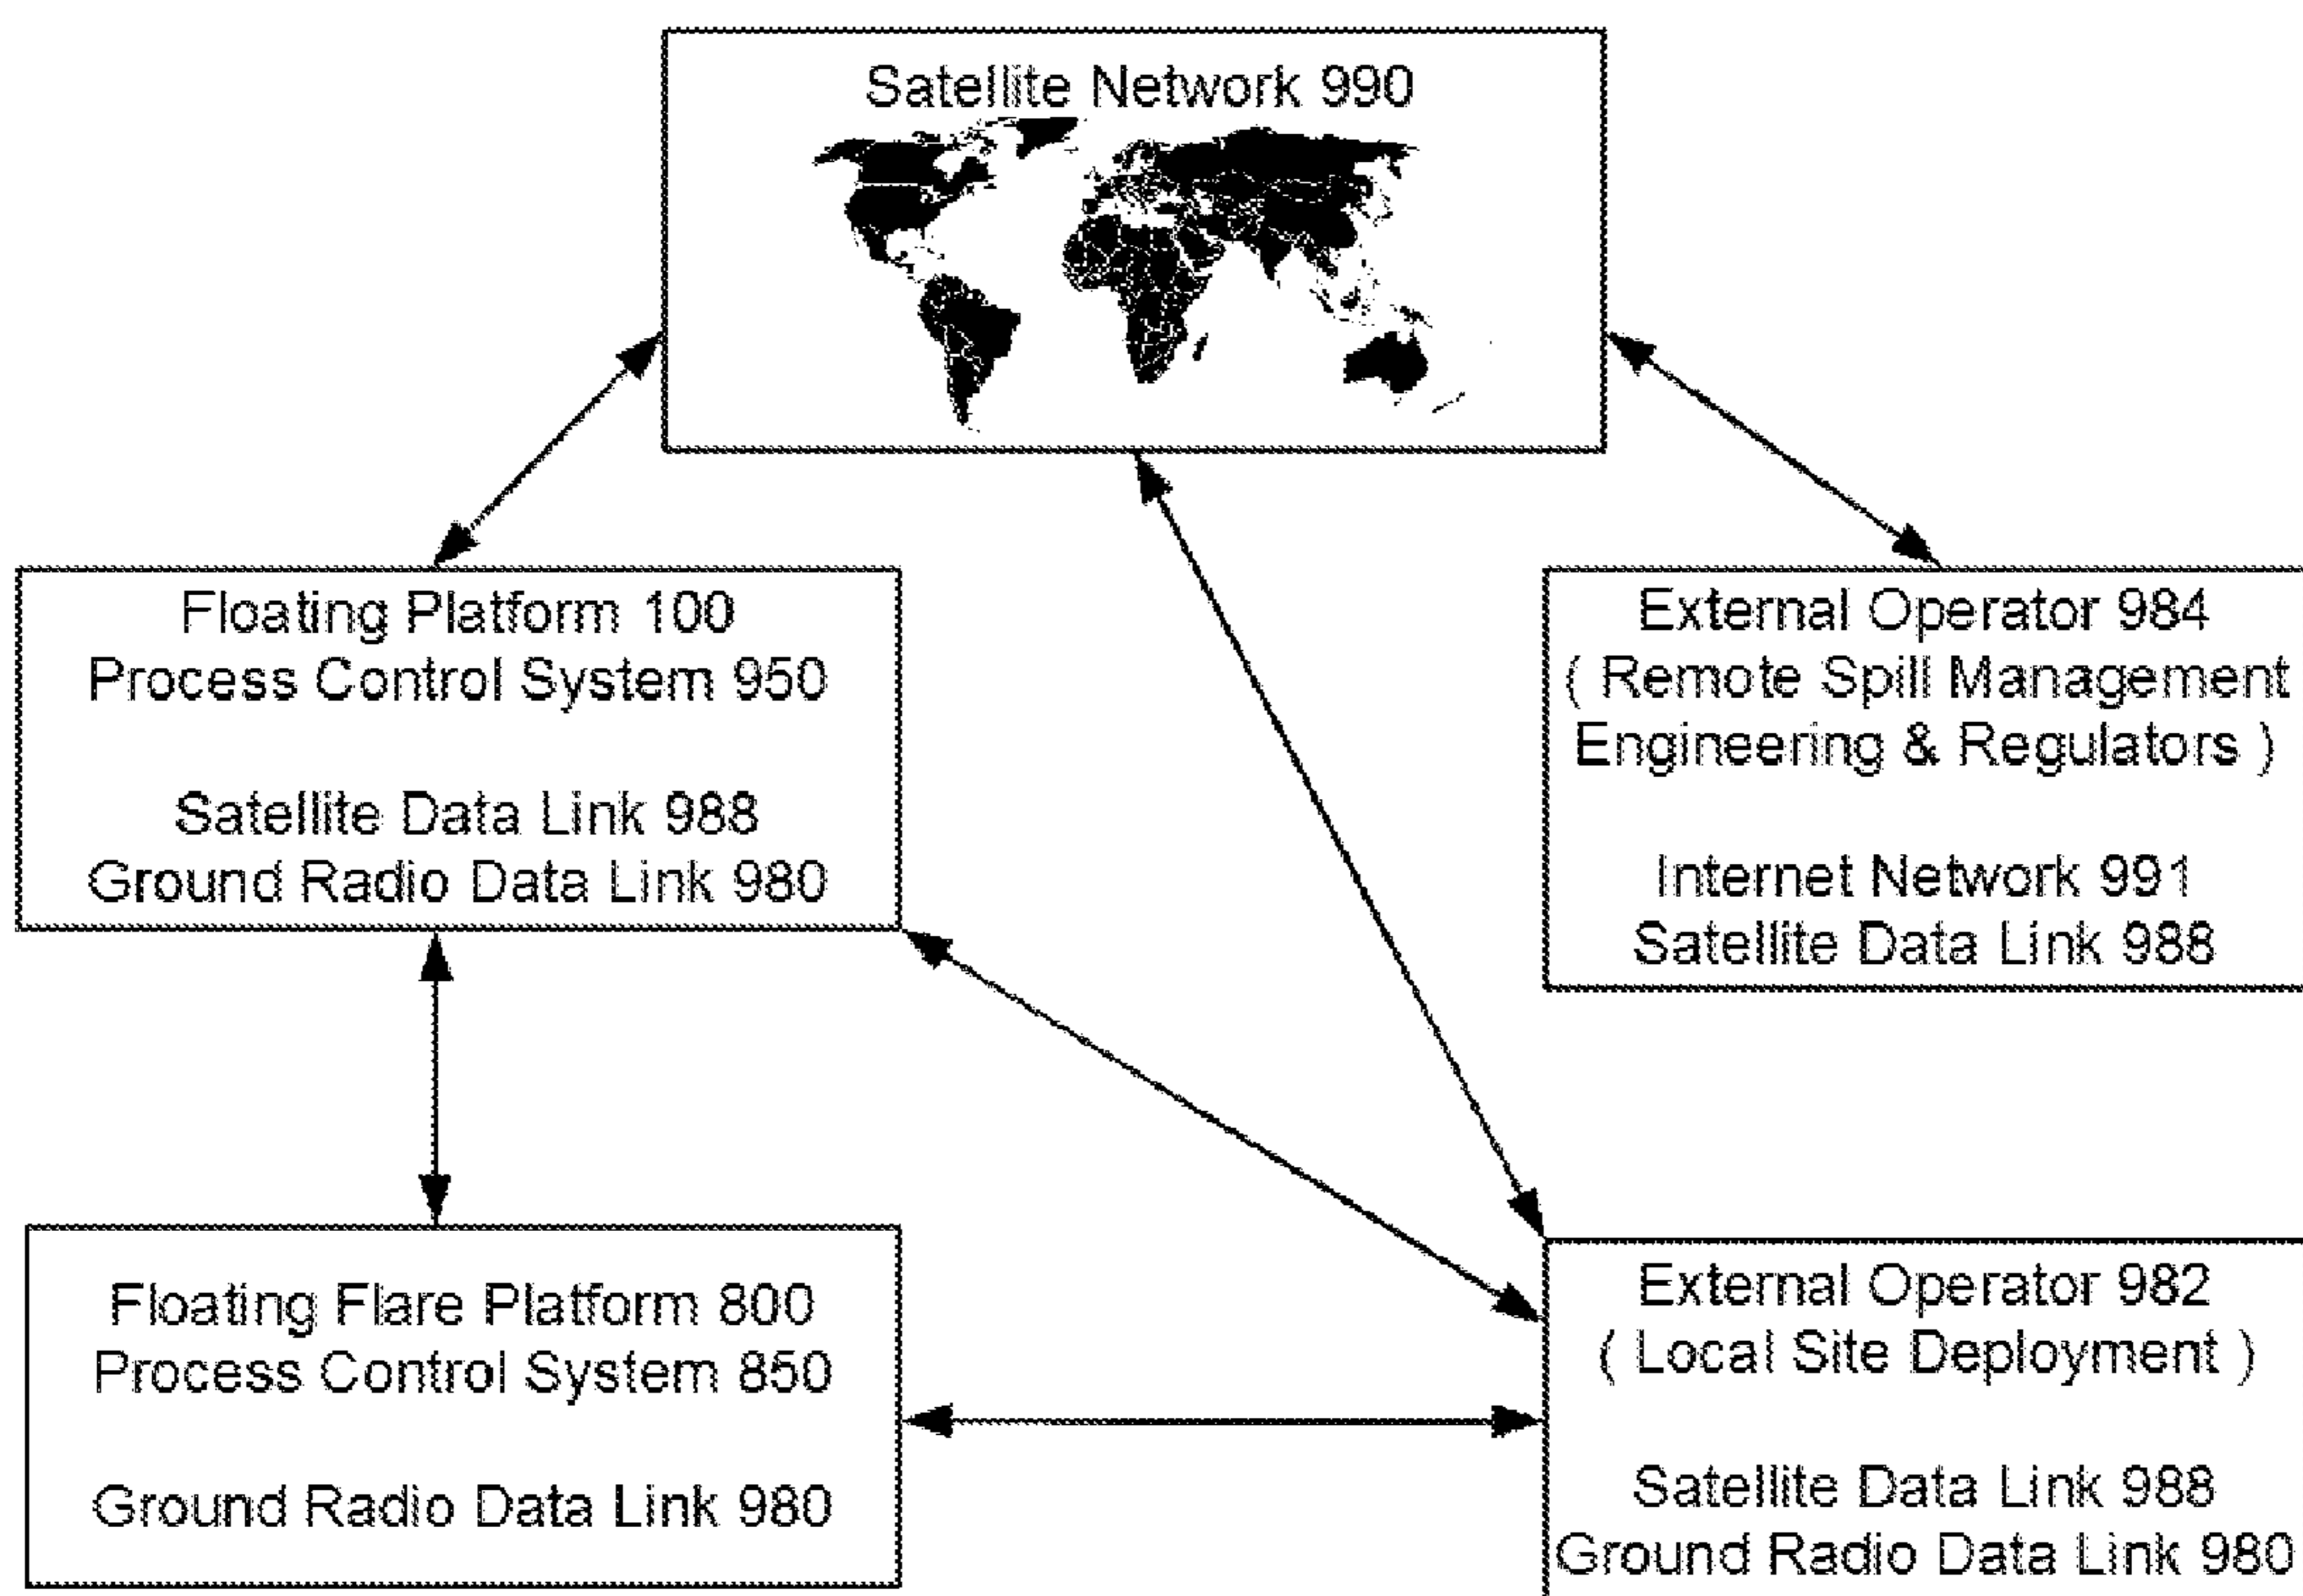 Satellite Network 990
Floating Platform 100
Process Control System 950
Satellite Data Link 988
Ground Radio Data Link 980
External Operator 984
( Remote Spill Management
Engineering & Regulators )
Internet Network 991
Satellite Data Link 988
Floating Flare Platform 800
Process Control System 850
Ground Radio Data Link 980
External Operator 982
( Local Site Deployment )
Satellite Data Link 988
Ground Radio Data Link 980